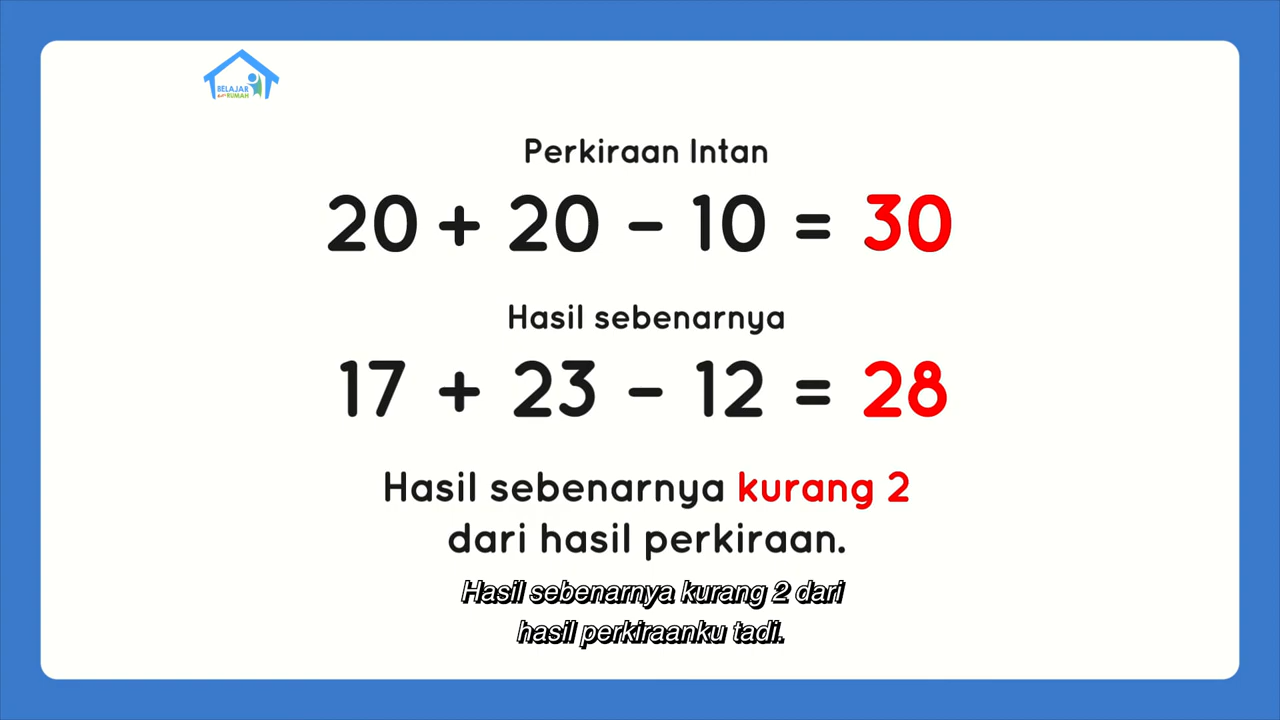 BELAJAR
dari RUMAH
Perkiraan Intan
20 + 20 - 10 = 30
Hasil sebenarnya
17 + 23 - 12 = 28
Hasil sebenarnya kurang 2
dari hasil perkiraan.
Hasil sebenarnya kurang 2 dari
hasil perkiraanku tadi.